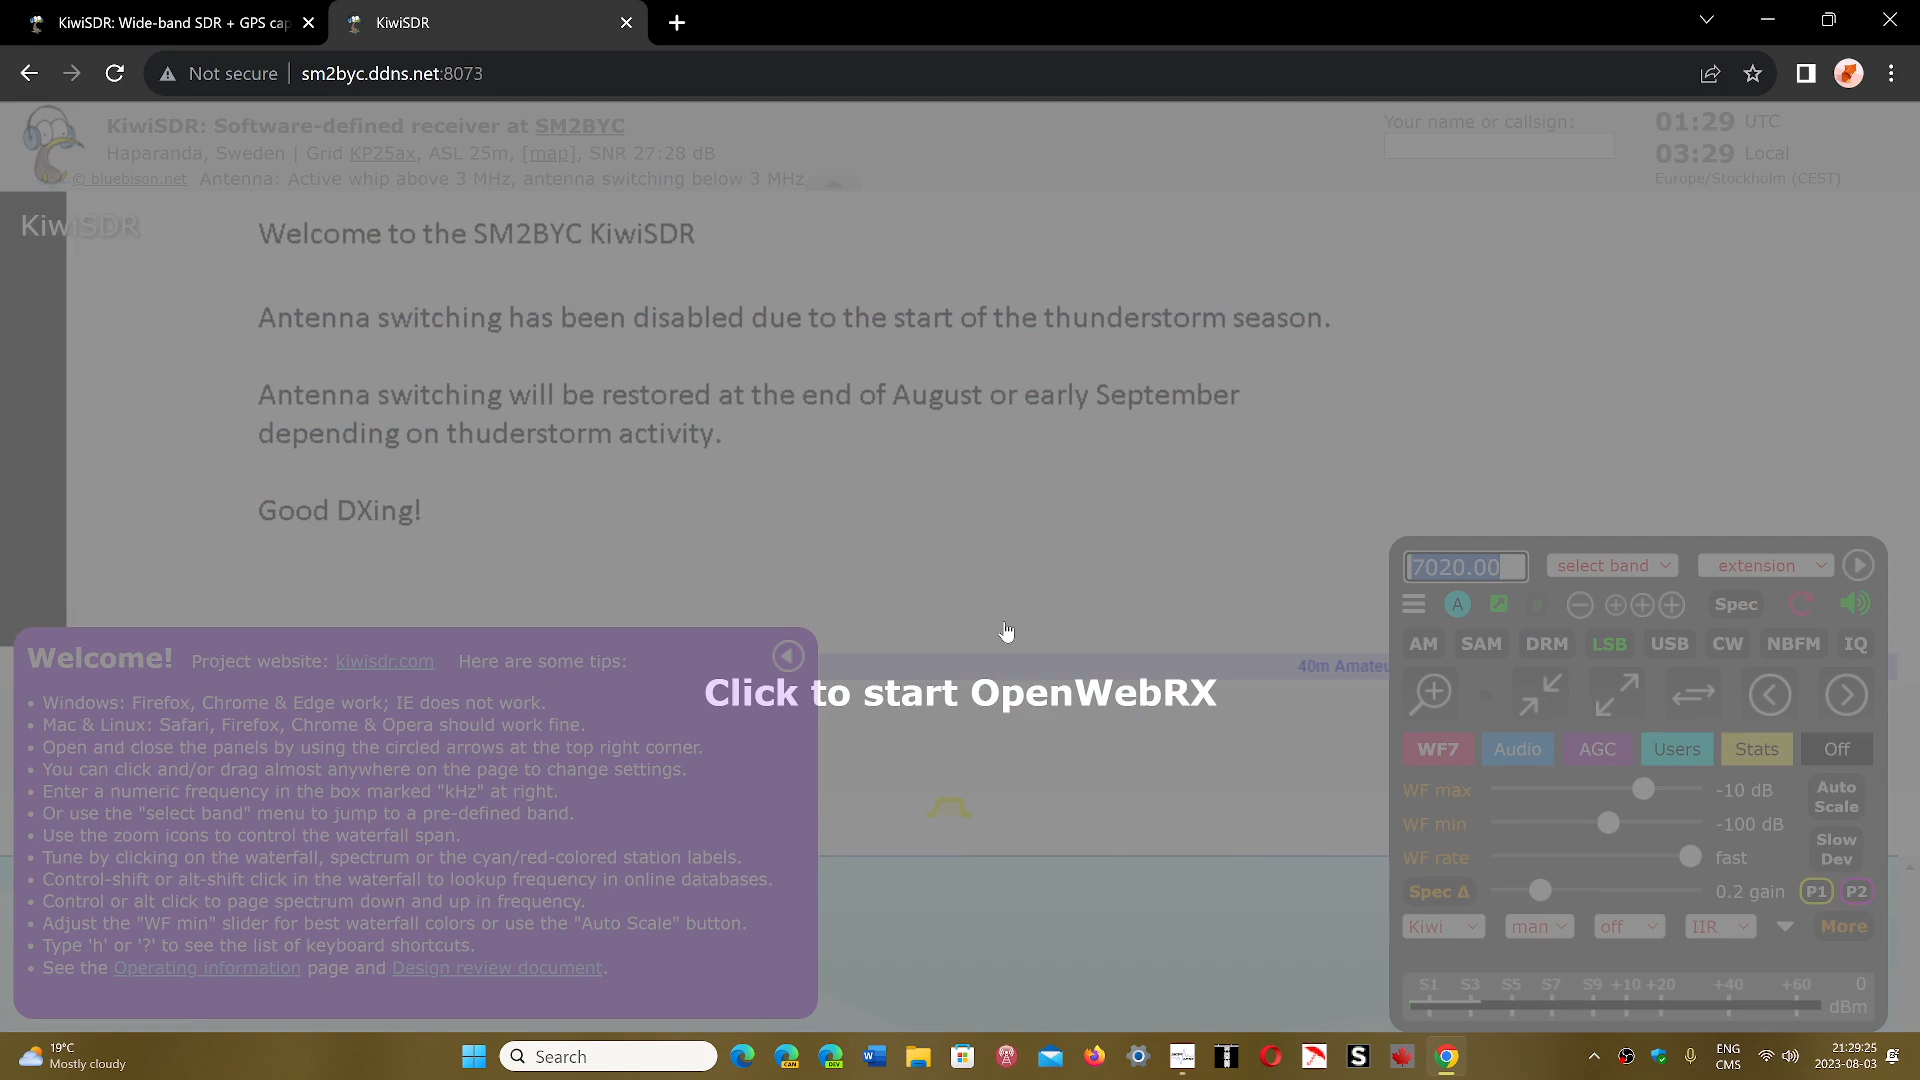 KiwiSDR: Wide-band SDR + GPS cap
KiwiSDR
Not secure
sm2byc.ddns.net:8073
KiwiSDR: Software-defined receiver at SM2BYC
Haparanda, Sweden | Grid KP25ax, ASL 25m, [map], SNR 27:28 dB
© bluebison.net Antenna: Active whip above 3 MHz, antenna switching below 3 MHz
Your name or callsign:
01:29 UTC
03:29 Local
Europe/Stockholm (CEST)
KiwiSDR
Welcome to the SM2BYC KiwiSDR
Antenna switching has been disabled due to the start of the thunderstorm season.
Antenna switching will be restored at the end of August or early September
depending on thuderstorm activity.
Good DXing!
40m Amateu
Click to start OpenWebRX
Welcome! Project website: kiwisdr.com Here are some tips:
• Windows: Firefox, Chrome & Edge work; IE does not work.
• Mac & Linux: Safari, Firefox, Chrome & Opera should work fine.
• Open and close the panels by using the circled arrows at the top right corner.
• You can click and/or drag almost anywhere on the page to change settings.
• Enter a numeric frequency in the box marked "kHz" at right.
• Or use the "select band" menu to jump to a pre-defined band.
• Use the zoom icons to control the waterfall span.
• Tune by clicking on the waterfall, spectrum or the cyan/red-colored station labels.
• Control-shift or alt-shift click in the waterfall to lookup frequency in online databases.
• Control or alt click to page spectrum down and up in frequency.
• Adjust the "WF min" slider for best waterfall colors or use the "Auto Scale" button.
• Type 'h' or '?' to see the list of keyboard shortcuts.
• See the Operating information page and Design review document.
7020.00 select band extension
A 9 Spec
AM SAM DRM LSB USB CW NBFM IQ
WF7 Audio AGC Users Stats Off
WF max -10 dB Auto Scale
WF min -100 dB
WF rate fast Slow Dev
Spec Δ 0.2 gain P1 P2
Kiwi man off IIR More
S1 S3 S5 S7 S9 +10 +20 +40 +60 0
dBm
19°C
Mostly cloudy
Search
CAN
DEV
ENG
CMS
21:29:25
2023-08-03